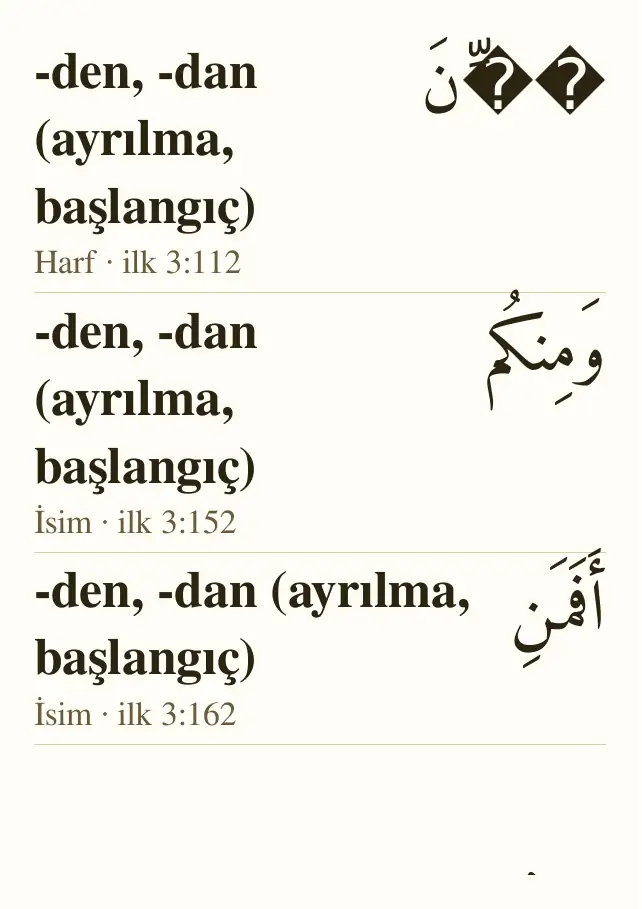 -den, -dan
(ayrılma,
başlangıç)
Harf · ilk 3:112
-den, -dan
(ayrılma,
başlangıç)
وَمِنكُم
İsim · ilk 3:152
-den, -dan (ayrılma,
başlangıç)
أَفَمَنِ
İsim · ilk 3:162